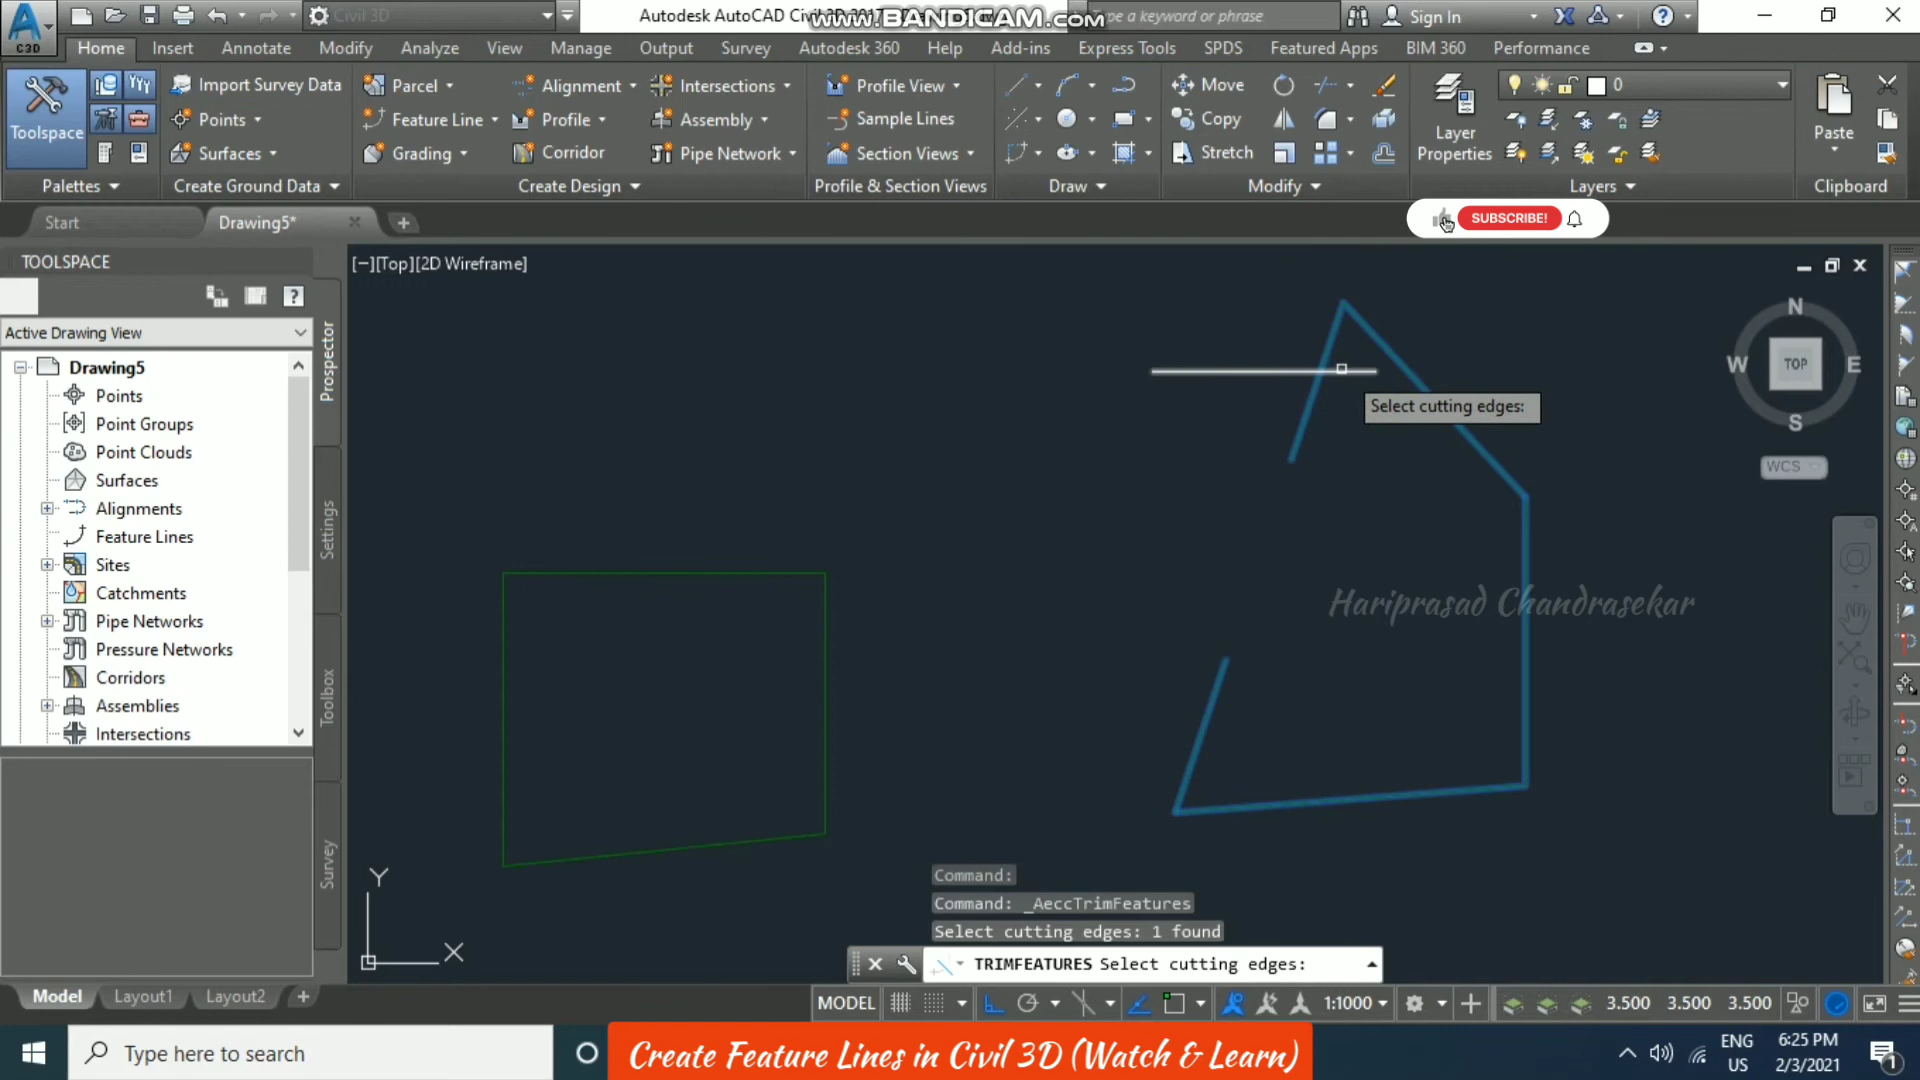 C3D
Civil 3D
Autodesk AutoCAD Civil 3D 2017
www.BANDICAM.com
Type a keyword or phrase
Sign In
Home Insert Annotate Modify Analyze View Manage Output Survey Autodesk 360 Help Add-ins Express Tools SPDS Featured Apps BIM 360 Performance
Toolspace
Import Survey Data
Points
Surfaces
Parcel
Feature Line
Grading
Alignment
Profile
Corridor
Intersections
Assembly
Pipe Network
Profile View
Sample Lines
Section Views
Move
Copy
Stretch
Layer
Properties
0
Paste
Palettes Create Ground Data Create Design Profile & Section Views Draw Modify Layers Clipboard
Start
Drawing5*
SUBSCRIBE!
TOOLSPACE
[−][Top][2D Wireframe]
Active Drawing View
Drawing5
Points
Point Groups
Point Clouds
Surfaces
Alignments
Feature Lines
Sites
Catchments
Pipe Networks
Pressure Networks
Corridors
Assemblies
Intersections
Prospector
Settings
Toolbox
Survey
N
W TOP E
S
WCS
Select cutting edges:
Hariprasad Chandrasekar
Y
X
Command:
Command: _AeccTrimFeatures
Select cutting edges: 1 found
TRIMFEATURES Select cutting edges:
Model Layout1 Layout2
MODEL 1:1000 3.500 3.500 3.500
Type here to search
Create Feature Lines in Civil 3D (Watch & Learn)
ENG
US
6:25 PM
2/3/2021
1